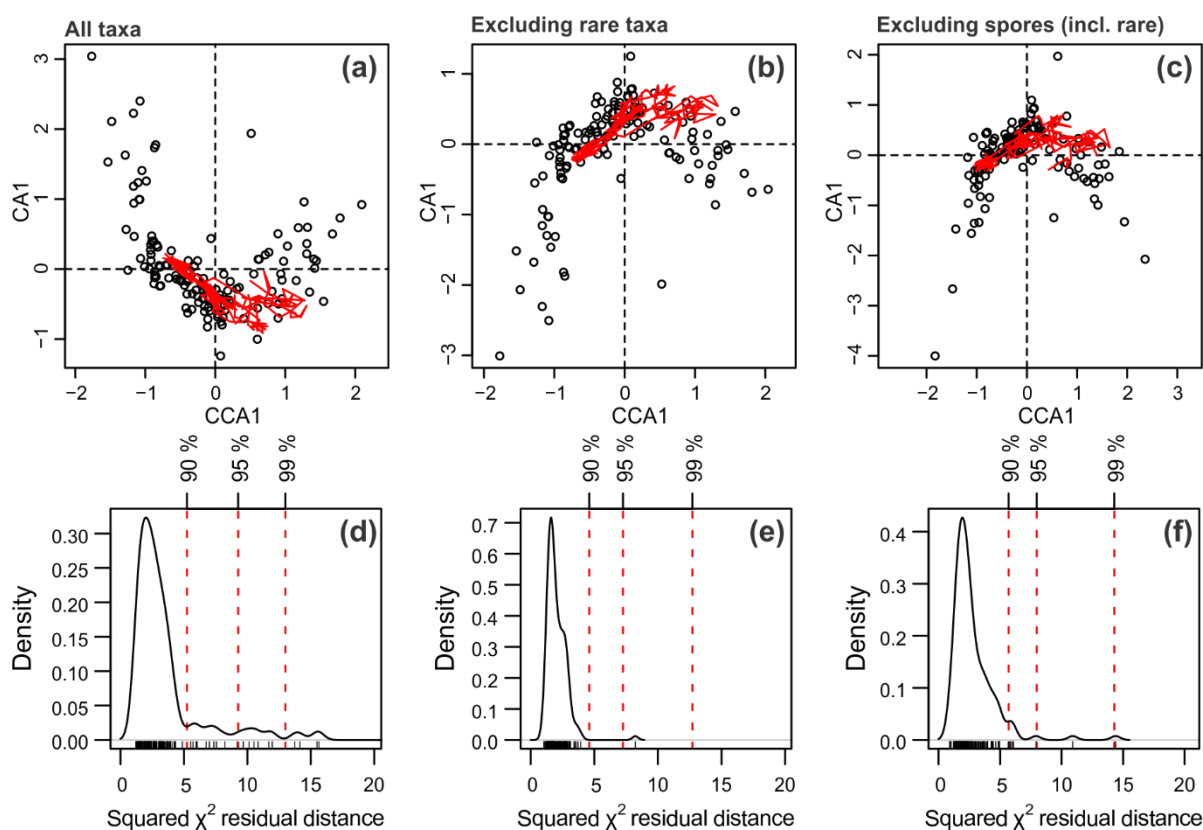 All taxa
Excluding rare taxa
Excluding spores (incl. rare)
(a)
(b)
(c)
CA1
3
2
1
0
−1
−2 −1 0 1 2
CCA1
CA1
1
0
−1
−2
−3
−2 −1 0 1 2
CCA1
CA1
2
1
0
−1
−2
−3
−4
−2 −1 0 1 2 3
CCA1
90 %
95 %
99 %
90 %
95 %
99 %
90 %
95 %
99 %
(d)
(e)
(f)
Density
0.30
0.25
0.20
0.15
0.10
0.05
0.00
0 5 10 15 20
Squared χ² residual distance
Density
0.7
0.6
0.5
0.4
0.3
0.2
0.1
0.0
0 5 10 15 20
Squared χ² residual distance
Density
0.4
0.3
0.2
0.1
0.0
0 5 10 15 20
Squared χ² residual distance